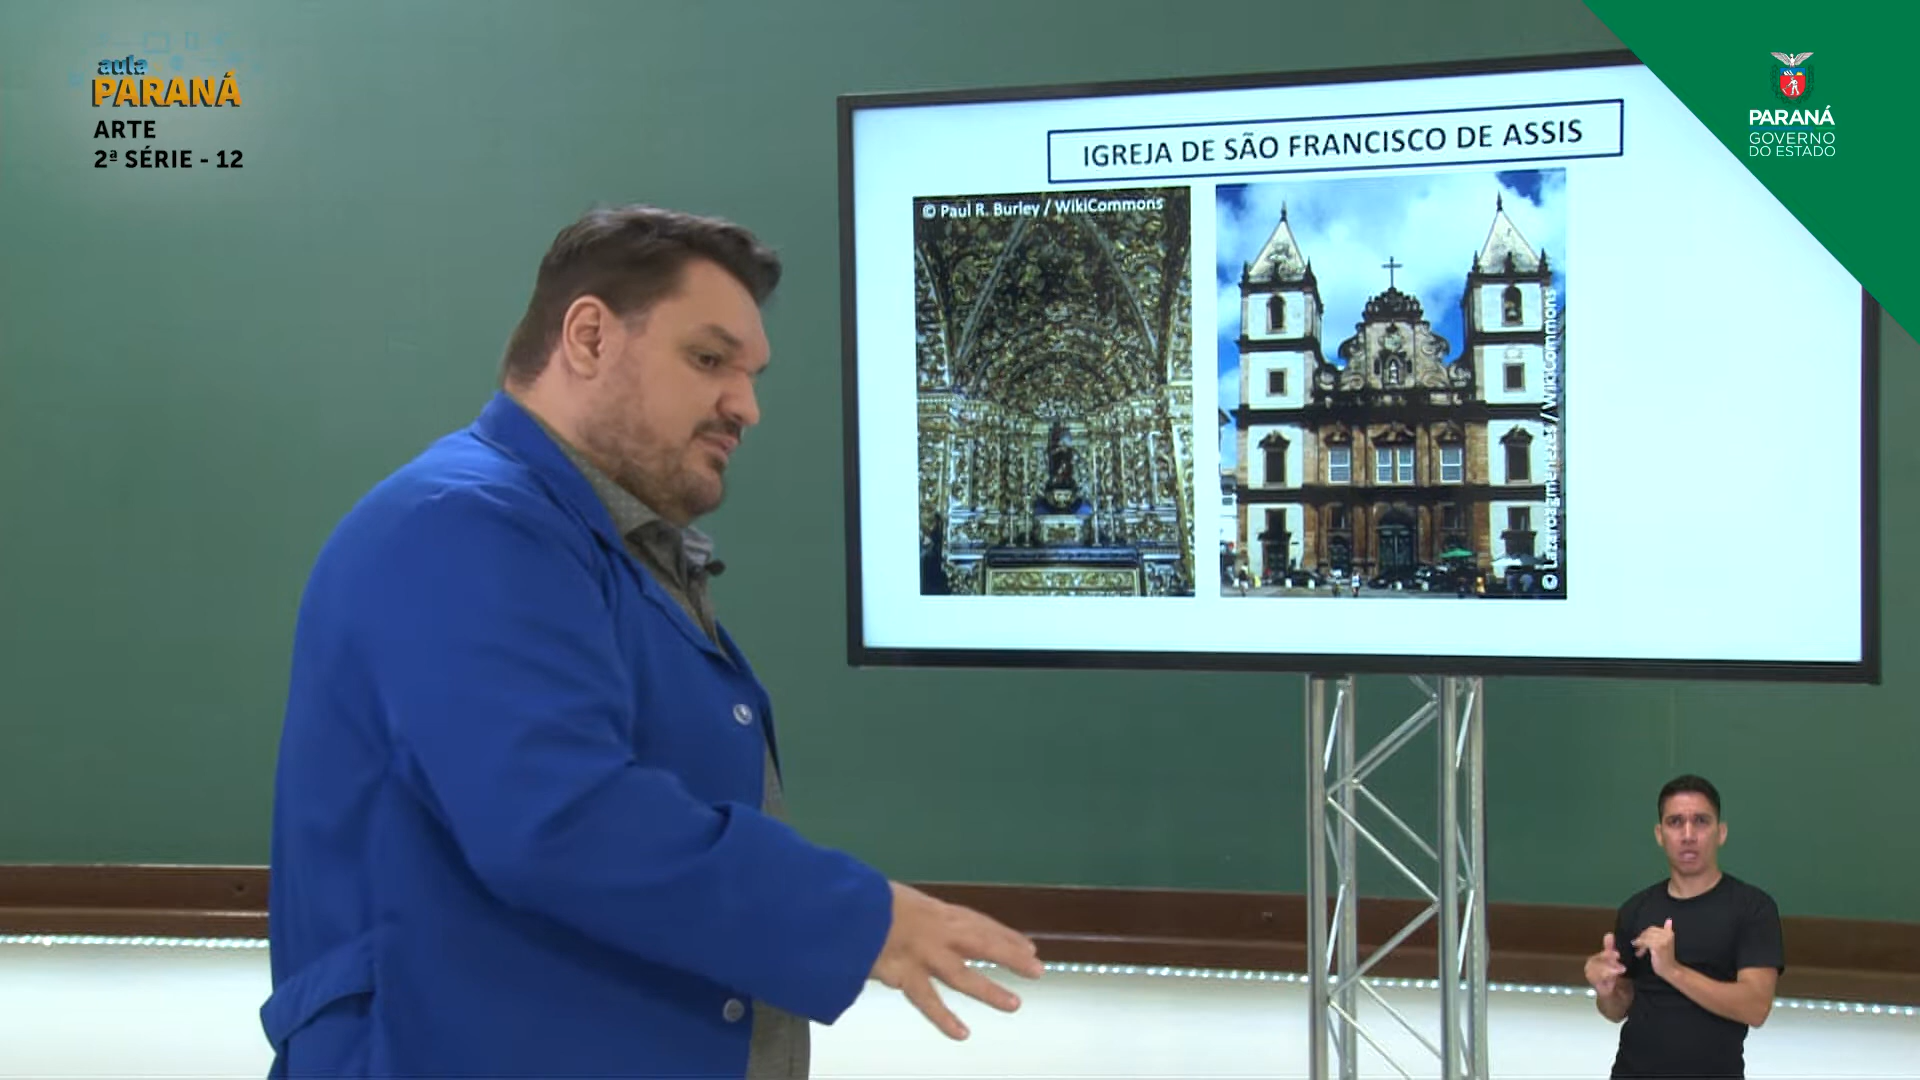 aula
PARANÁ
ARTE
2ª SÉRIE - 12
IGREJA DE SÃO FRANCISCO DE ASSIS
© Paul R. Burley / WikiCommons
© Lazaroagmenezes / WikiCommons
PARANÁ
GOVERNO
DO ESTADO